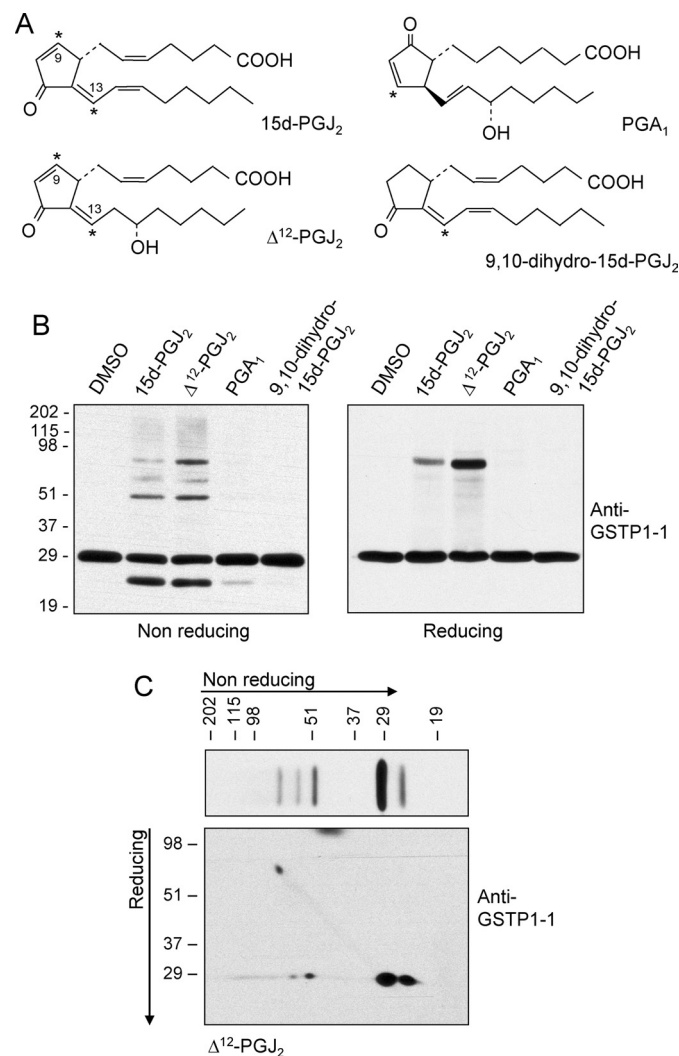 A
*
9
13
O
*
COOH
15d-PGJ2
O
*
COOH
OH
PGA1
*
9
13
O
*
COOH
OH
Δ12-PGJ2
O
*
COOH
9,10-dihydro-15d-PGJ2
B
DMSO
15d-PGJ2
Δ12-PGJ2
PGA1
9,10-dihydro-
15d-PGJ2
DMSO
15d-PGJ2
Δ12-PGJ2
PGA1
9,10-dihydro-
15d-PGJ2
202 -
115 -
98 -
51 -
37 -
29 -
19 -
Anti-
GSTP1-1
Non reducing
Reducing
C
Non reducing
– 202
– 115
– 98
– 51
– 37
– 29
– 19
Reducing
98 –
51 –
37 –
29 –
Anti-
GSTP1-1
Δ12-PGJ2